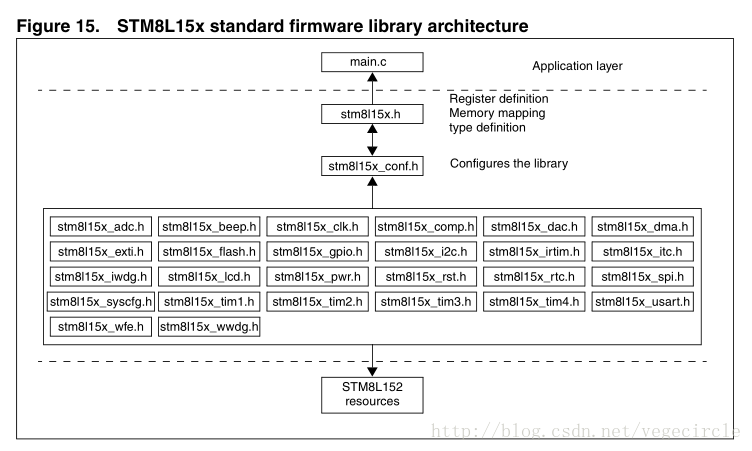 Figure 15. STM8L15x standard firmware library architecture
main.c
Application layer
stm8l15x.h
Register definition
Memory mapping
type definition
stm8l15x_conf.h
Configures the library
stm8l15x_adc.h stm8l15x_beep.h stm8l15x_clk.h stm8l15x_comp.h stm8l15x_dac.h stm8l15x_dma.h
stm8l15x_exti.h stm8l15x_flash.h stm8l15x_gpio.h stm8l15x_i2c.h stm8l15x_irtim.h stm8l15x_itc.h
stm8l15x_iwdg.h stm8l15x_lcd.h stm8l15x_pwr.h stm8l15x_rst.h stm8l15x_rtc.h stm8l15x_spi.h
stm8l15x_syscfg.h stm8l15x_tim1.h stm8l15x_tim2.h stm8l15x_tim3.h stm8l15x_tim4.h stm8l15x_usart.h
stm8l15x_wfe.h stm8l15x_wwdg.h
STM8L152
resources
http://blog.csdn.net/vegecircle